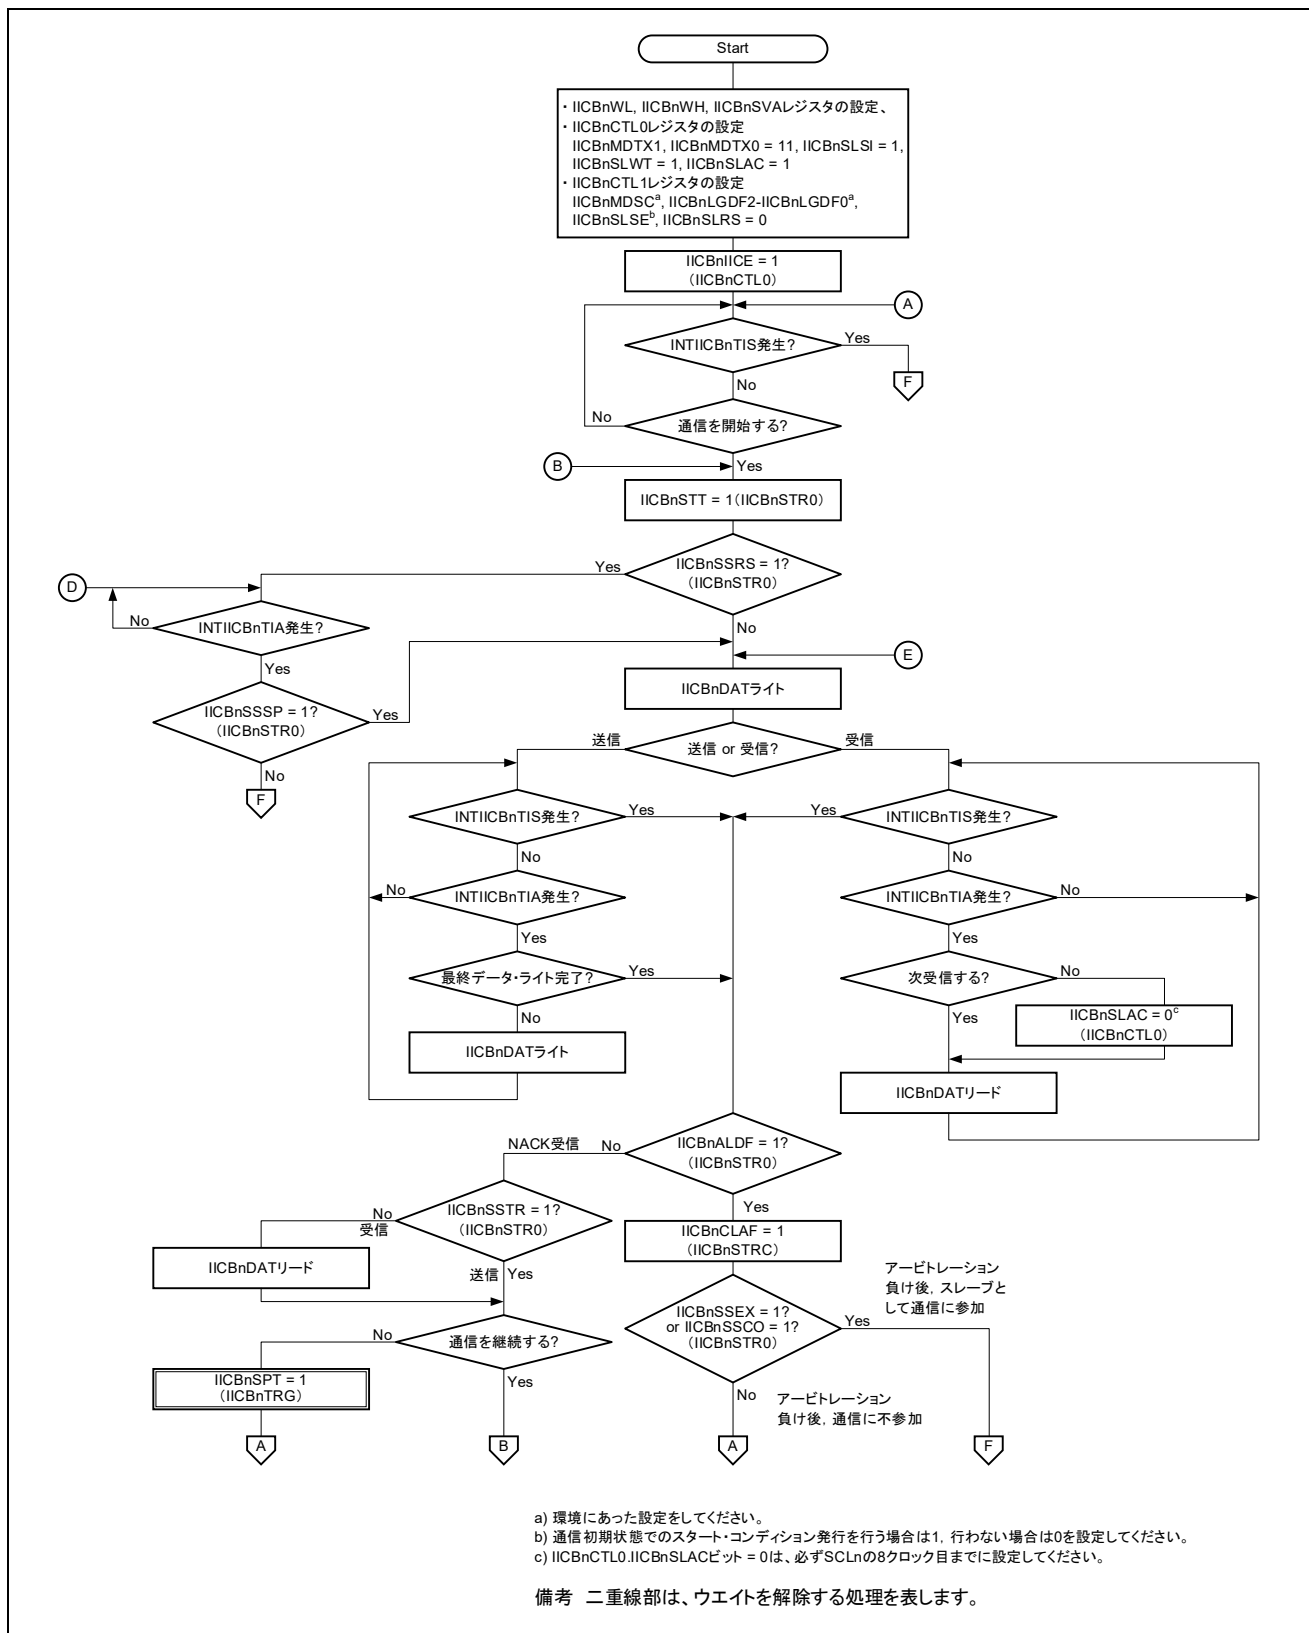 Start
・IICBnWL, IICBnWH, IICBnSVAレジスタの設定、
・IICBnCTL0レジスタの設定
IICBnMDTX1, IICBnMDTX0 = 11, IICBnSLSI = 1,
IICBnSLWT = 1, IICBnSLAC = 1
・IICBnCTL1レジスタの設定
IICBnMDSCa, IICBnLGDF2-IICBnLGDF0a,
IICBnSLSEb, IICBnSLRS = 0
IICBnIICE = 1
(IICBnCTL0)
A
INTIICBnTIS発生?
Yes
F
No
通信を開始する?
No
Yes
B
IICBnSTT = 1(IICBnSTR0)
IICBnSSRS = 1?
(IICBnSTR0)
Yes
No
D
INTIICBnTIA発生?
No
Yes
IICBnSSSP = 1?
(IICBnSTR0)
Yes
No
F
E
IICBnDATライト
送信 or 受信?
送信
受信
INTIICBnTIS発生?
Yes
No
INTIICBnTIA発生?
No
Yes
最終データ・ライト完了?
Yes
No
IICBnDATライト
INTIICBnTIS発生?
Yes
No
INTIICBnTIA発生?
No
Yes
次受信する?
No
Yes
IICBnSLAC = 0c
(IICBnCTL0)
IICBnDATリード
IICBnALDF = 1?
(IICBnSTR0)
NACK受信 No
Yes
IICBnSSTR = 1?
(IICBnSTR0)
No
受信
送信 Yes
IICBnDATリード
通信を継続する?
No
Yes
IICBnSPT = 1
(IICBnTRG)
A
B
IICBnCLAF = 1
(IICBnSTRC)
IICBnSSEX = 1?
or IICBnSSCO = 1?
(IICBnSTR0)
Yes
アービトレーション
負け後, スレーブと
して通信に参加
No
アービトレーション
負け後, 通信に不参加
A
F
a) 環境にあった設定をしてください。
b) 通信初期状態でのスタート・コンディション発行を行う場合は1, 行わない場合は0を設定してください。
c) IICBnCTL0.IICBnSLACビット = 0は、必ずSCLnの8クロック目までに設定してください。
備考 二重線部は、ウエイトを解除する処理を表します。